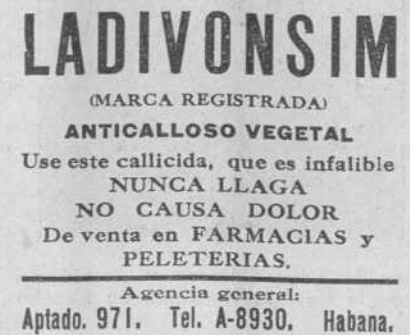 LADIVONSIM
(MARCA REGISTRADA)
ANTICALLOSO VEGETAL
Use este callicida, que es infalible
NUNCA LLAGA
NO CAUSA DOLOR
De venta en FARMACIAS y
PELETERIAS.
Agencia general:
Aptado. 971. Tel. A-8930. Habana.